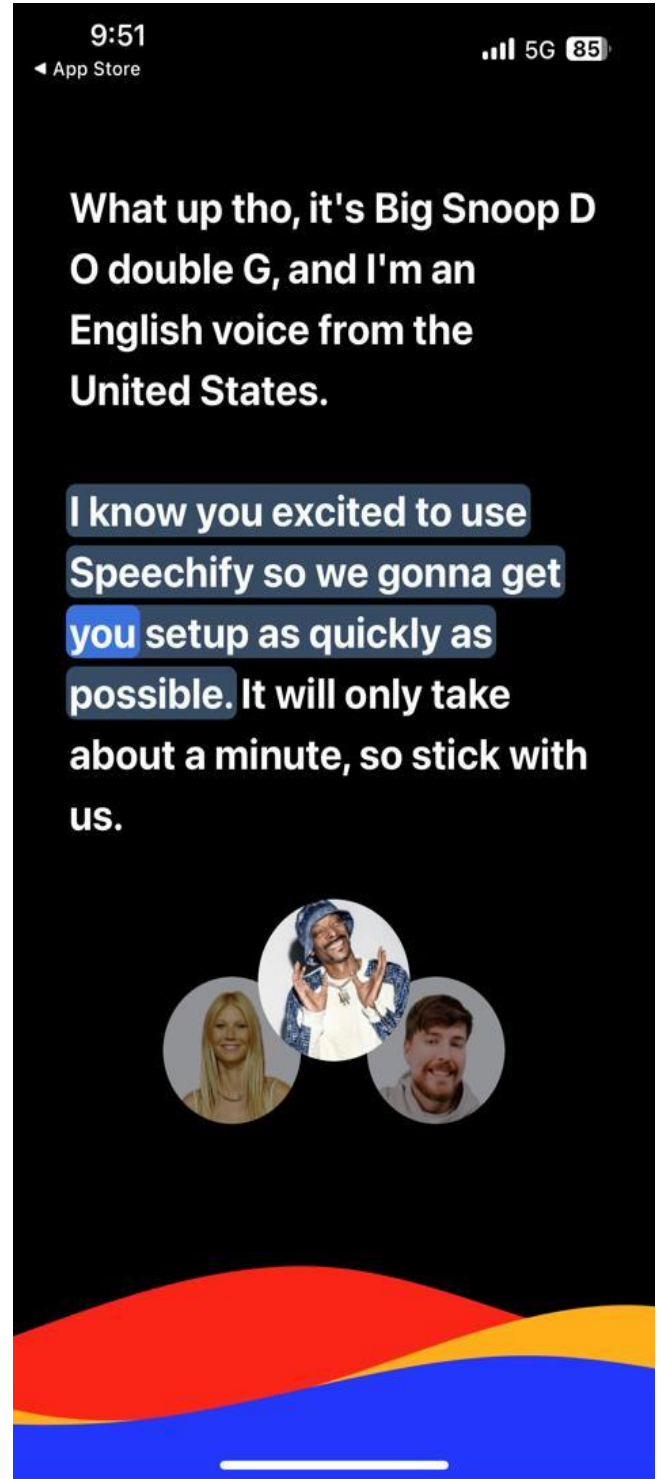 9:51
◀ App Store
5G 85
What up tho, it's Big Snoop D
O double G, and I'm an
English voice from the
United States.
I know you excited to use
Speechify so we gonna get
you setup as quickly as
possible. It will only take
about a minute, so stick with
us.